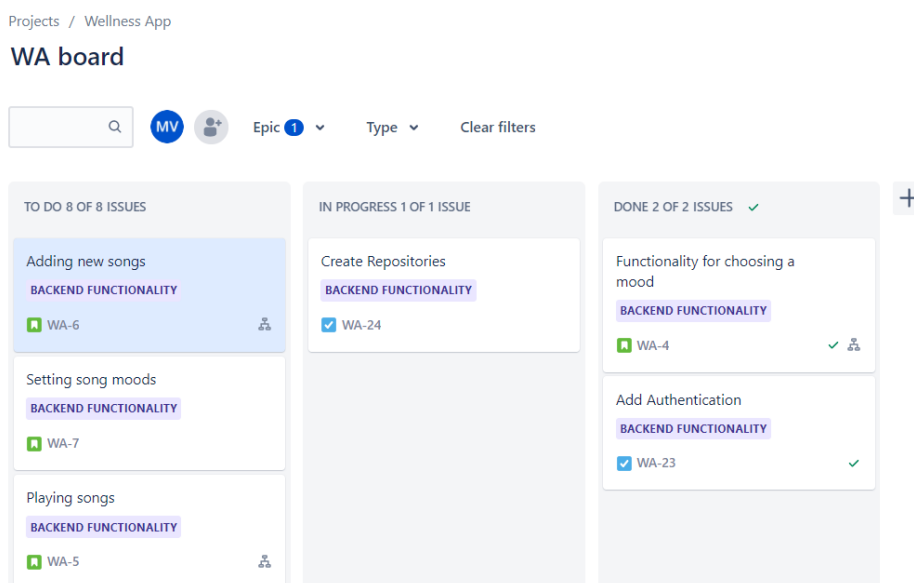 Projects / Wellness App
WA board
MV
Epic 1
Type
Clear filters
TO DO 8 OF 8 ISSUES
Adding new songs
BACKEND FUNCTIONALITY
WA-6
Setting song moods
BACKEND FUNCTIONALITY
WA-7
Playing songs
BACKEND FUNCTIONALITY
WA-5
IN PROGRESS 1 OF 1 ISSUE
Create Repositories
BACKEND FUNCTIONALITY
WA-24
DONE 2 OF 2 ISSUES
Functionality for choosing a
mood
BACKEND FUNCTIONALITY
WA-4
Add Authentication
BACKEND FUNCTIONALITY
WA-23